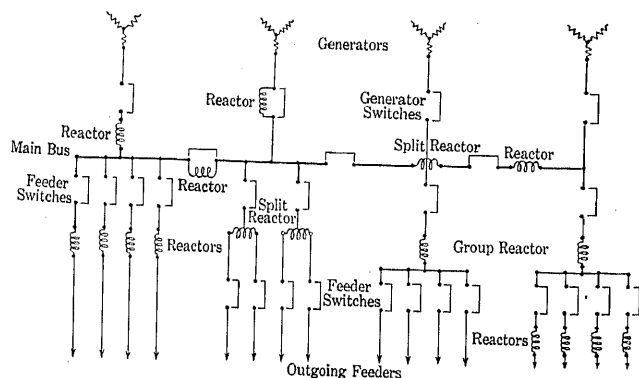 Generators
Reactor
Generator
Switches
Reactor
Split Reactor
Main Bus
Reactor
Reactor
Feeder
Switches
Split
Reactor
Reactors
Group Reactor
Feeder
Switches
Reactors
Outgoing Feeders